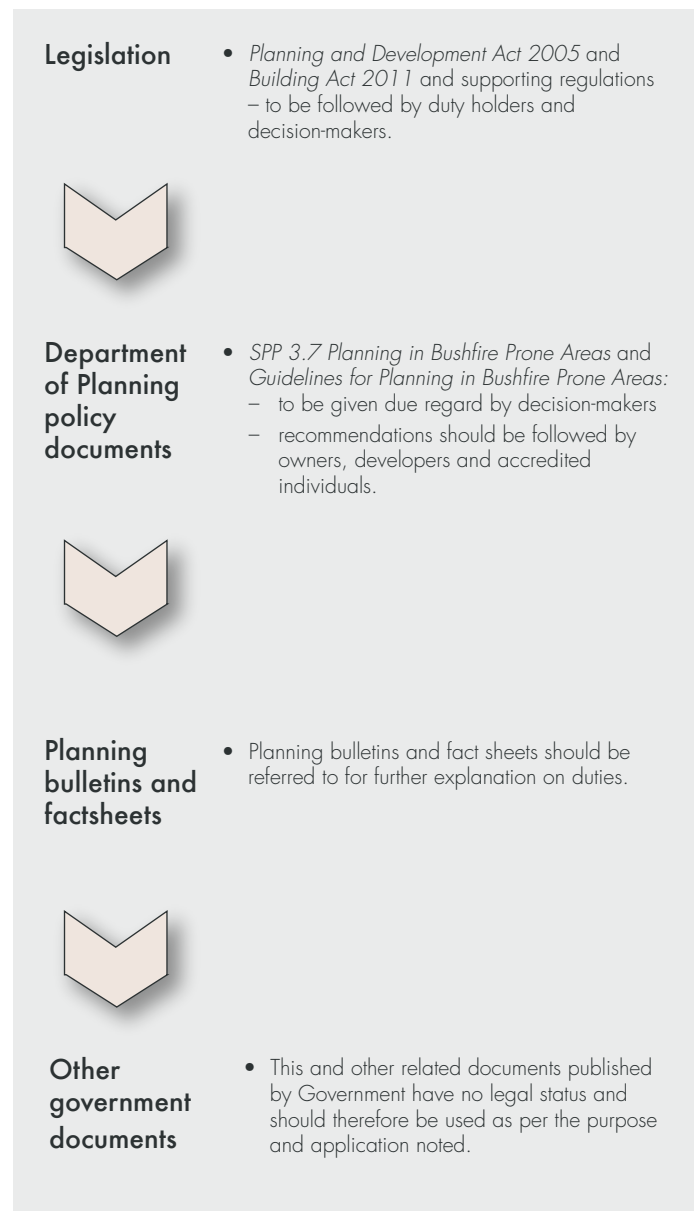 Legislation
• Planning and Development Act 2005 and
Building Act 2011 and supporting regulations
– to be followed by duty holders and
decision-makers.
Department
of Planning
policy
documents
• SPP 3.7 Planning in Bushfire Prone Areas and
Guidelines for Planning in Bushfire Prone Areas:
– to be given due regard by decision-makers
– recommendations should be followed by
owners, developers and accredited
individuals.
Planning
bulletins and
factsheets
• Planning bulletins and fact sheets should be
referred to for further explanation on duties.
Other
government
documents
• This and other related documents published
by Government have no legal status and
should therefore be used as per the purpose
and application noted.